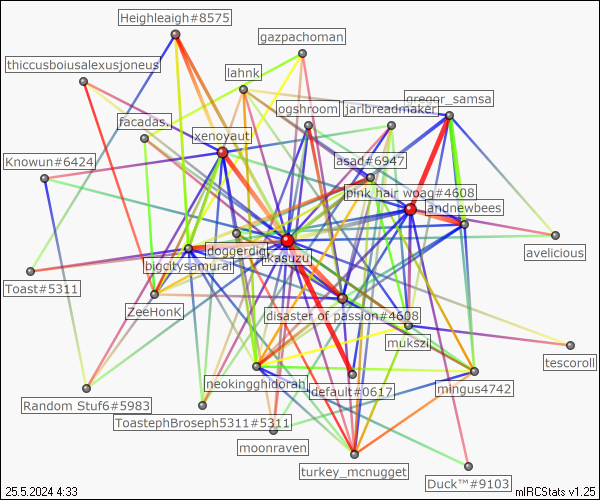 Heighleaigh#8575
gazpachoman
thiccusboiusalexusjoneus
lahnk
gregor_samsa
ogshroom
jarlbreadmaker
facadas.
xenoyaut
Knowun#6424
asad#6947
pink hair woag#4608
andnewbees
doggerdig
kasuzu
avelicious
bigcitysamurai
Toast#5311
ZeeHonK
disaster of passion#4608
mukszi
tescoroll
neokingghidorah
default#0617
mingus4742
Random Stuf6#5983
ToastephBroseph5311#5311
moonraven
turkey_mcnugget
Duck™#9103
25.5.2024 4:33
mIRCStats v1.25